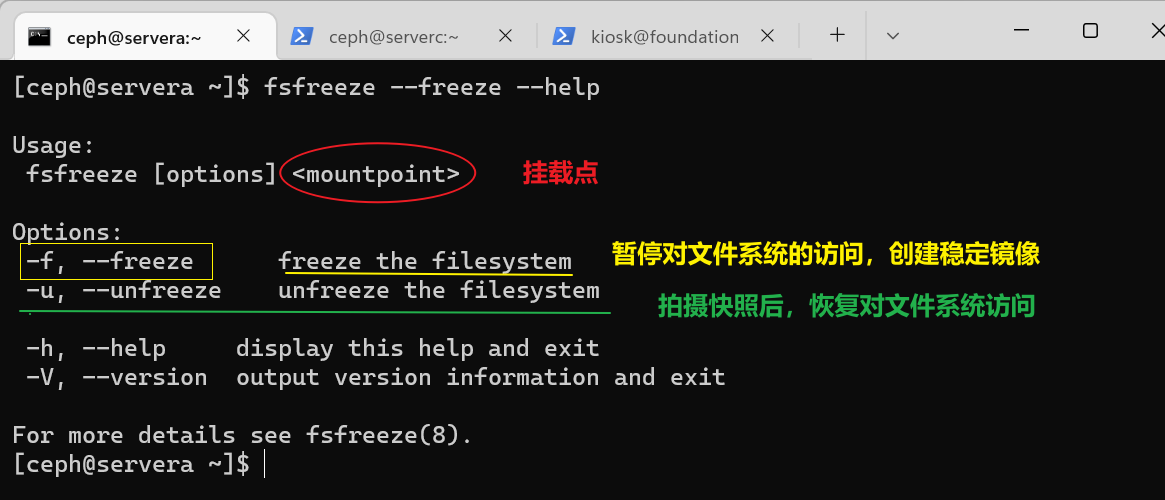 ceph@servera:~ ceph@serverc:~ kiosk@foundation
[ceph@servera ~]$ fsfreeze --freeze --help
Usage:
fsfreeze [options] <mountpoint> 挂载点
Options:
-f, --freeze freeze the filesystem 暂停对文件系统的访问，创建稳定镜像
-u, --unfreeze unfreeze the filesystem
拍摄快照后，恢复对文件系统访问
-h, --help display this help and exit
-V, --version output version information and exit
For more details see fsfreeze(8).
[ceph@servera ~]$